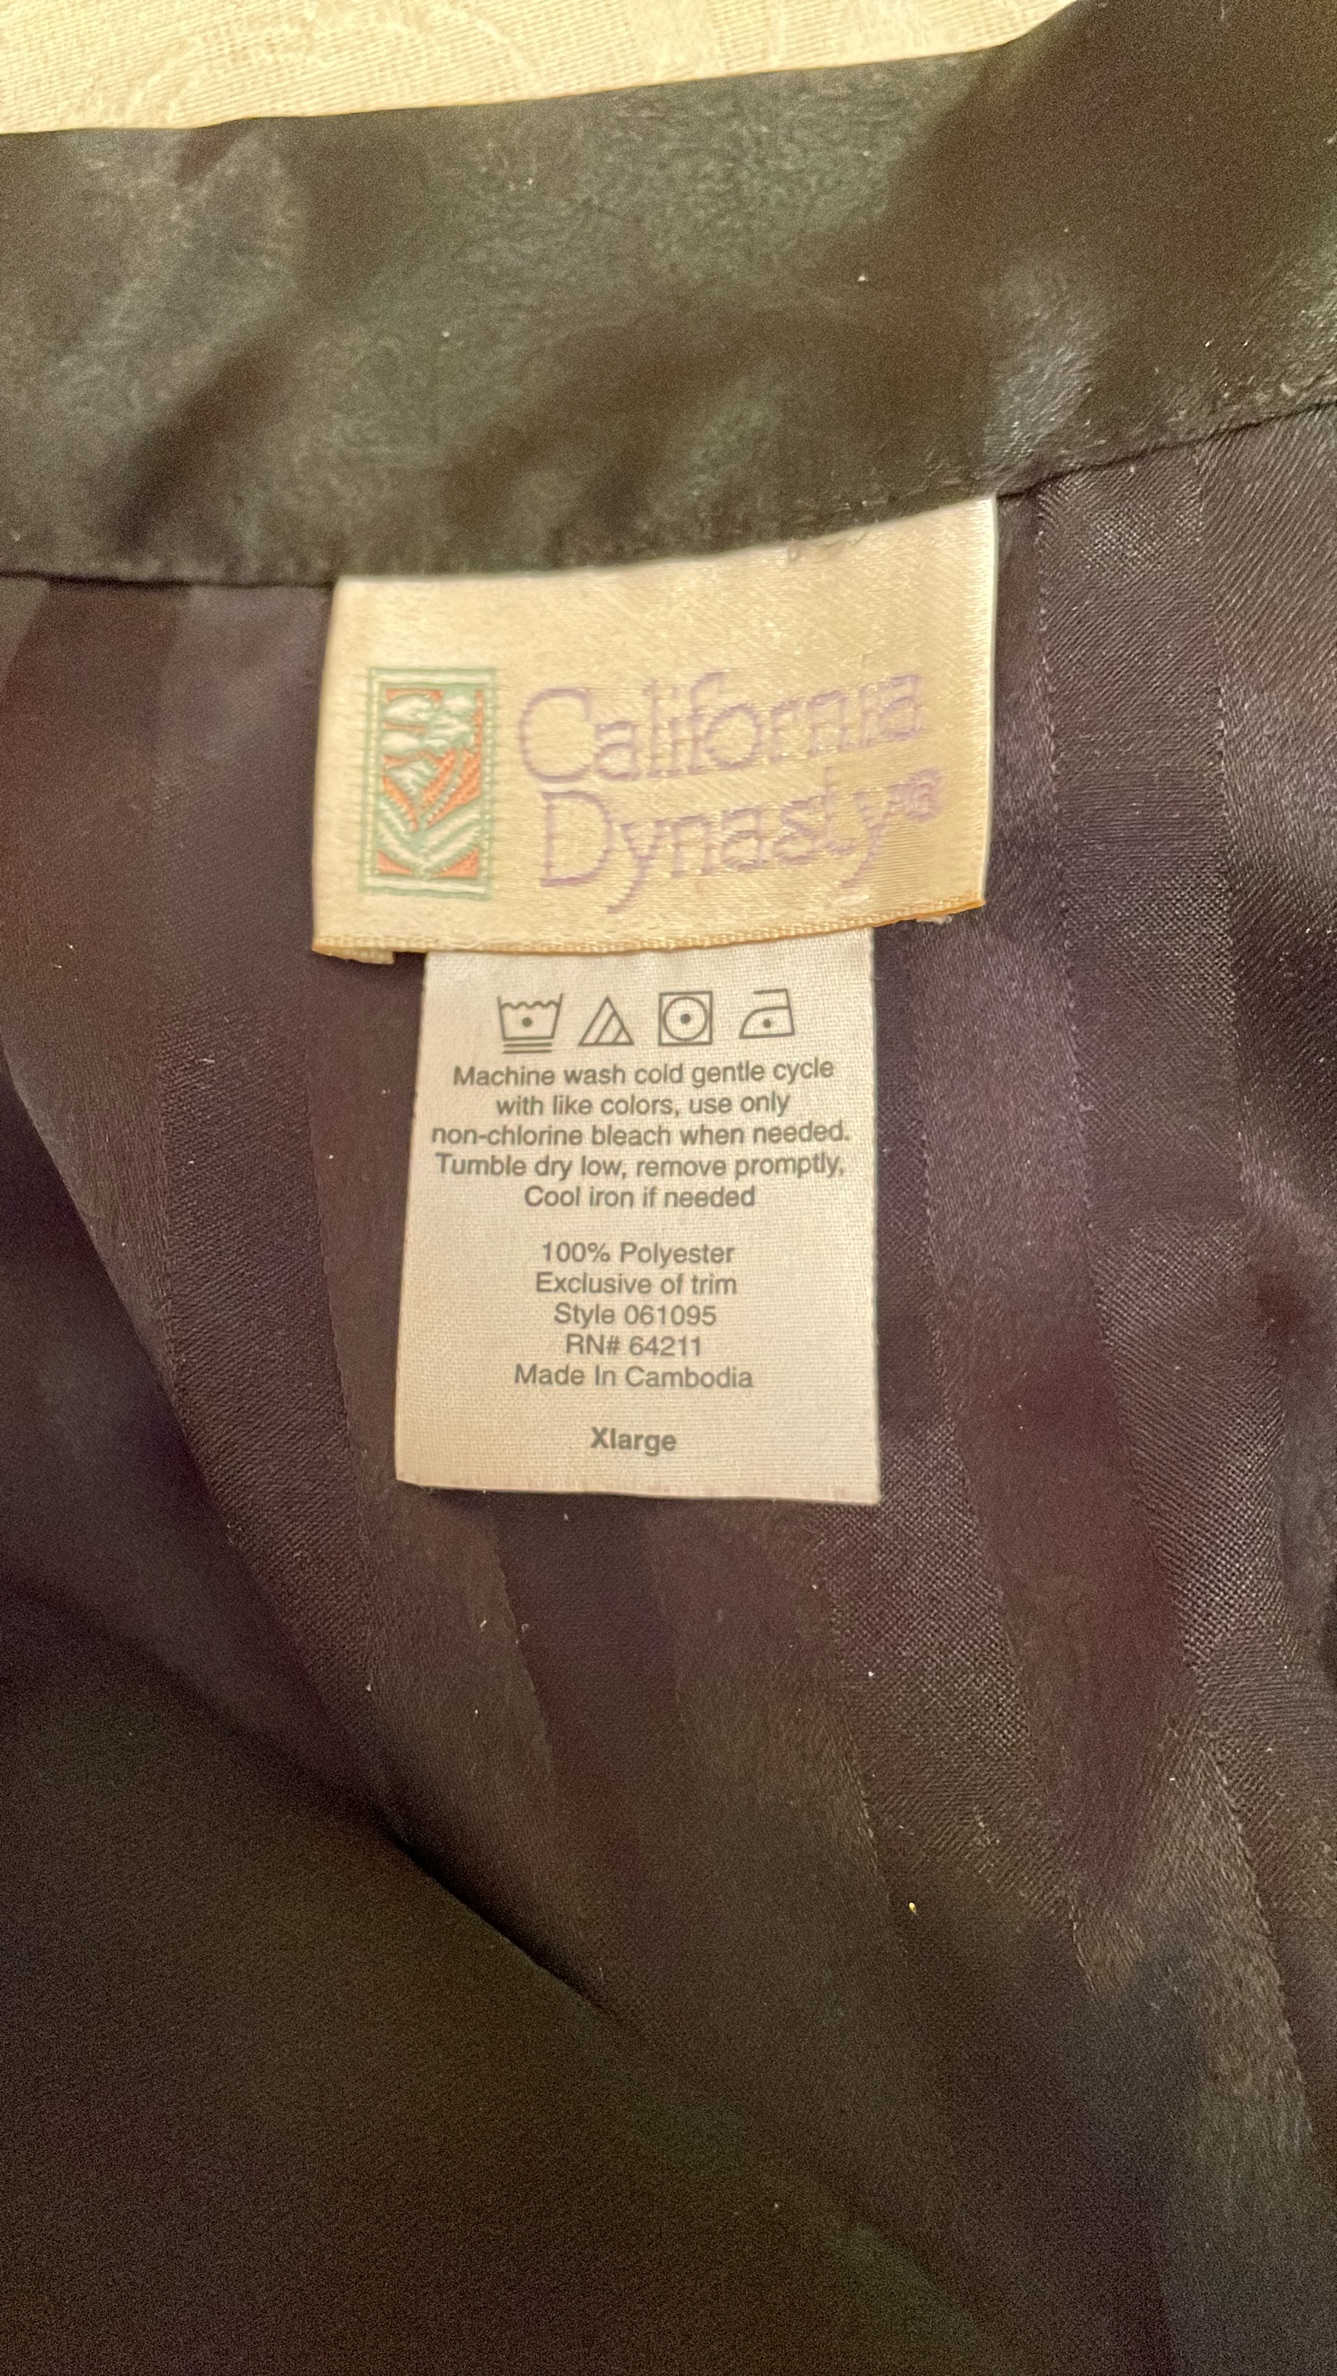 California
Dynasty®
Machine wash cold gentle cycle
with like colors, use only
non-chlorine bleach when needed.
Tumble dry low, remove promptly,
Cool iron if needed
100% Polyester
Exclusive of trim
Style 061095
RN# 64211
Made In Cambodia
Xlarge